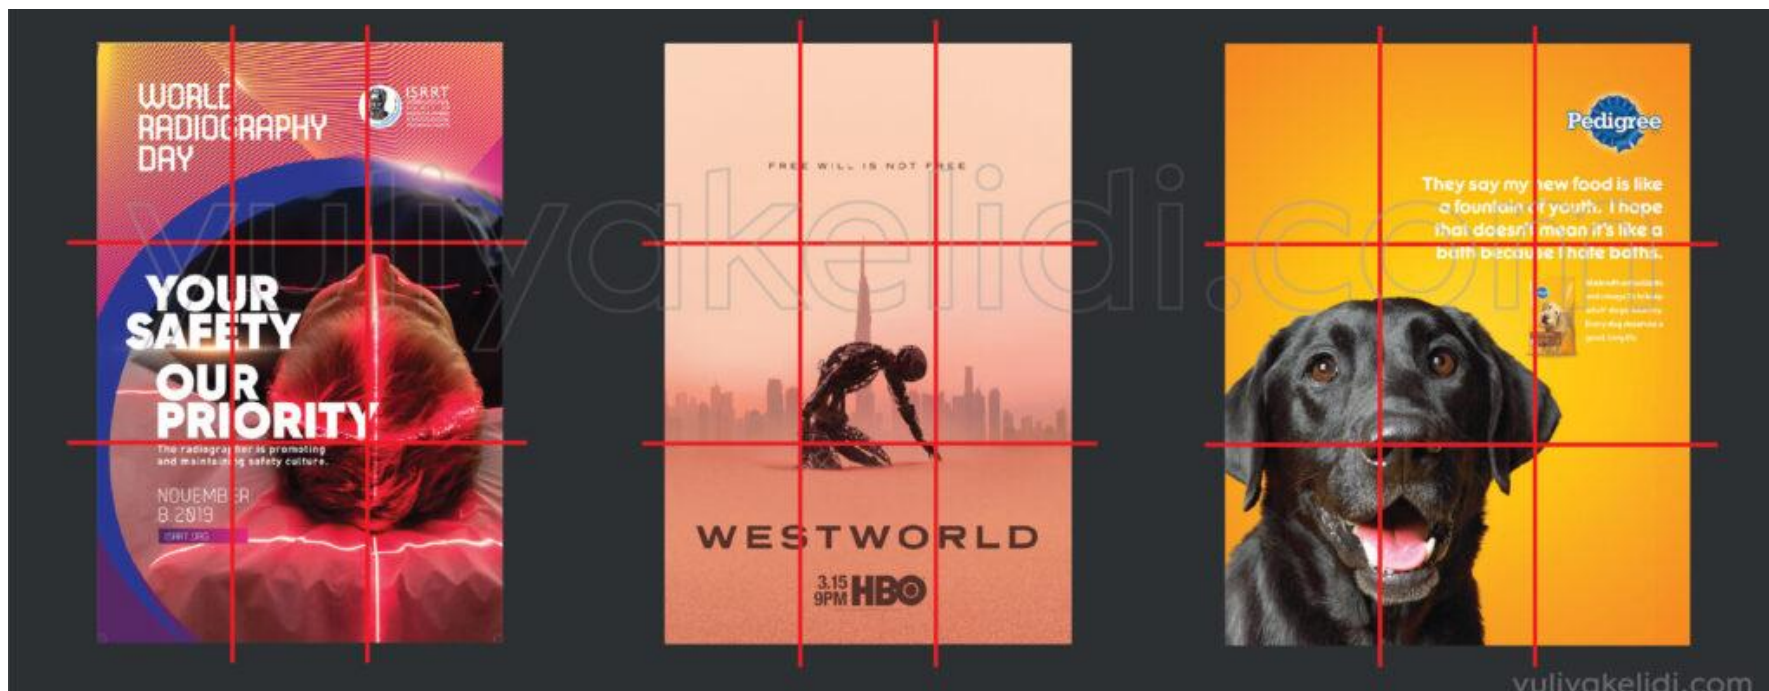 WORLD
RADIOGRAPHY
DAY
ISRRT
YOUR
SAFETY
OUR
PRIORITY
The radiographer is promoting
and maintaining safety culture.
NOVEMBER
8.2019
ISRRT.ORG
FREE WILL IS NOT FREE
WESTWORLD
3.15
9PM HBO
Pedigree
They say my new food is like
a fountain of youth. I hope
that doesn't mean it's like a
bath because I hate baths.
yuliyakelidi.com
yuliyakelidi.com